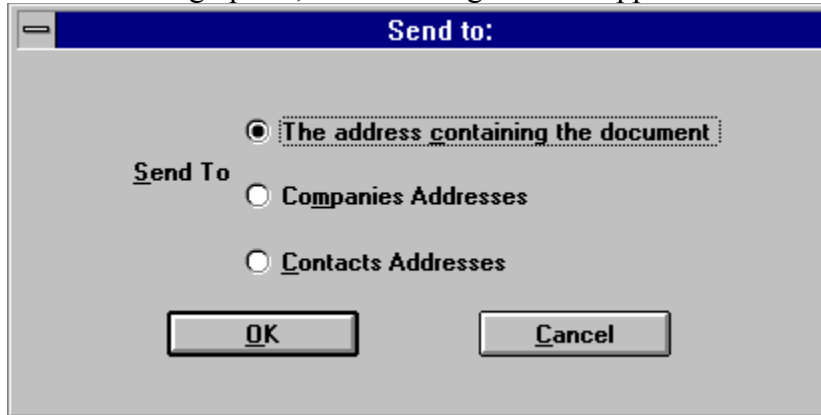 Send to:
The address containing the document
Send To
Companies Addresses
Contacts Addresses
OK
Cancel